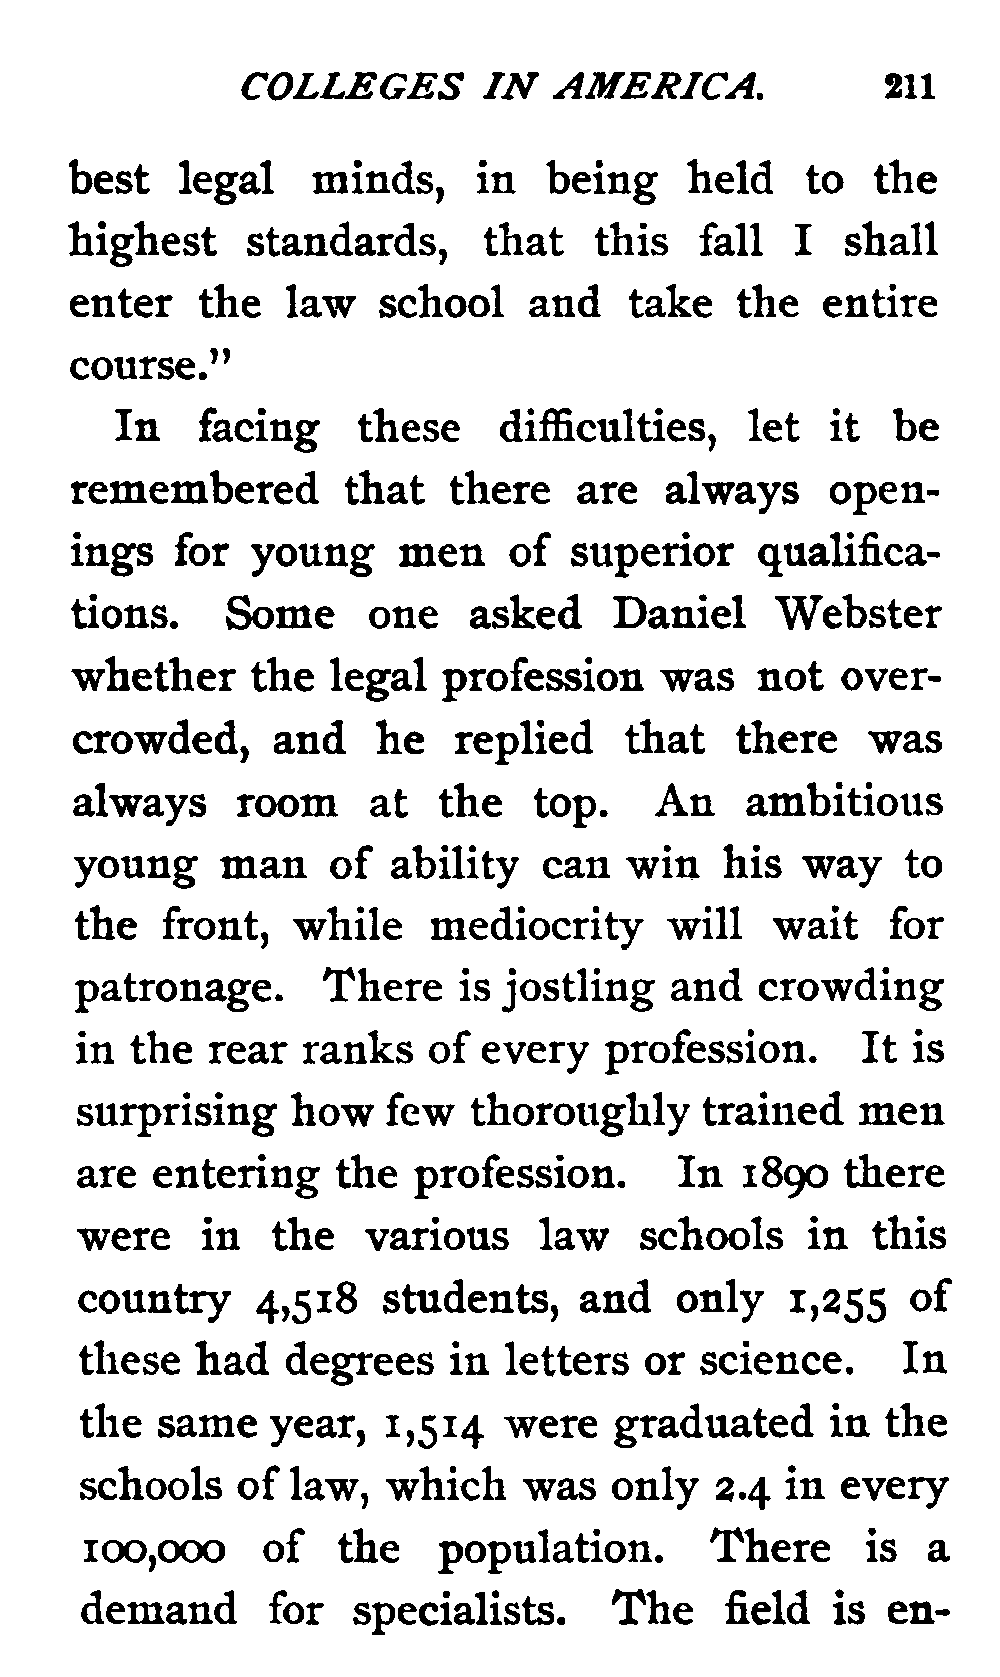 COLLEGES IN AMERICA. 211
best legal minds, in being held to the
highest standards, that this fall I shall
enter the law school and take the entire
course."
In facing these difficulties, let it be
remembered that there are always open-
ings for young men of superior qualifica-
tions. Some one asked Daniel Webster
whether the legal profession was not over-
crowded, and he replied that there was
always room at the top. An ambitious
young man of ability can win his way to
the front, while mediocrity will wait for
patronage. There is jostling and crowding
in the rear ranks of every profession. It is
surprising how few thoroughly trained men
are entering the profession. In 1890 there
were in the various law schools in this
country 4,518 students, and only 1,255 of
these had degrees in letters or science. In
the same year, 1,514 were graduated in the
schools of law, which was only 2.4 in every
100,000 of the population. There is a
demand for specialists. The field is en-